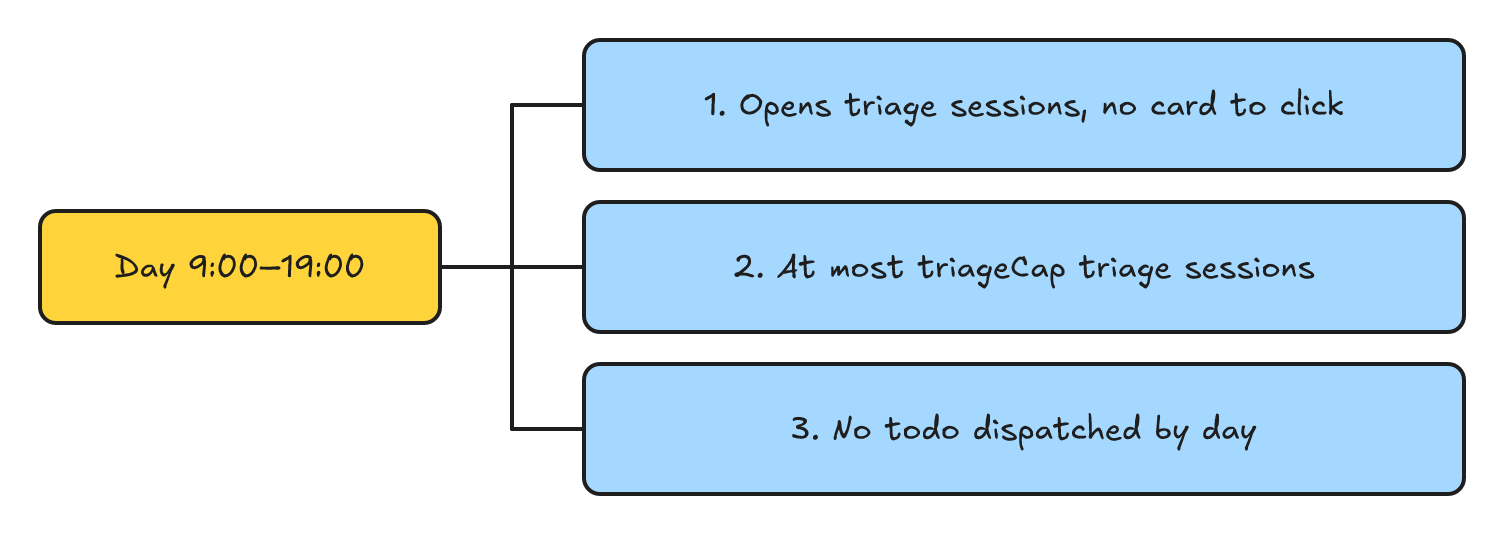 Day 9:00–19:00
1. Opens triage sessions, no card to click
2. At most triageCap triage sessions
3. No todo dispatched by day